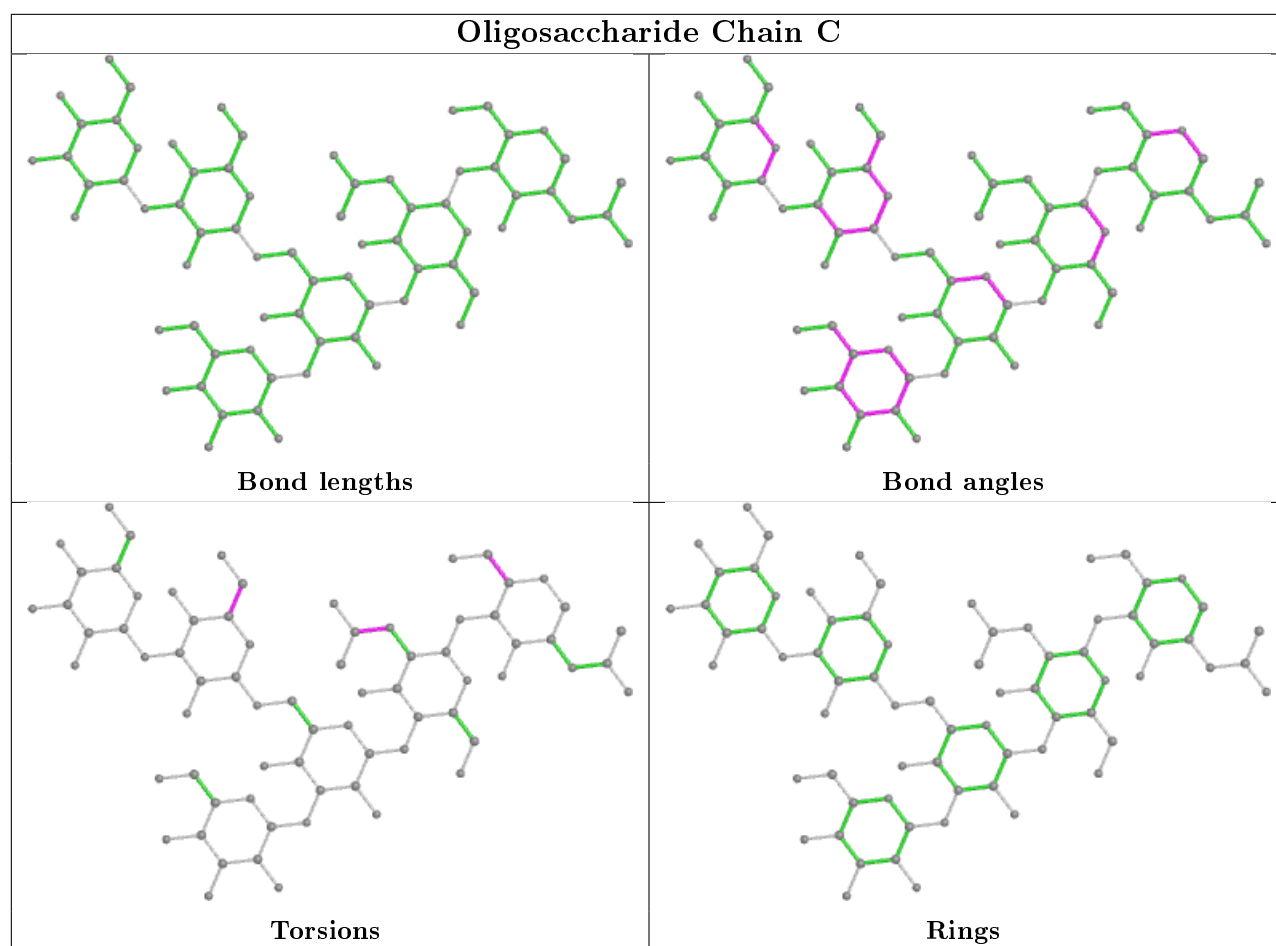 Oligosaccharide Chain C
Bond lengths
Bond angles
Torsions
Rings